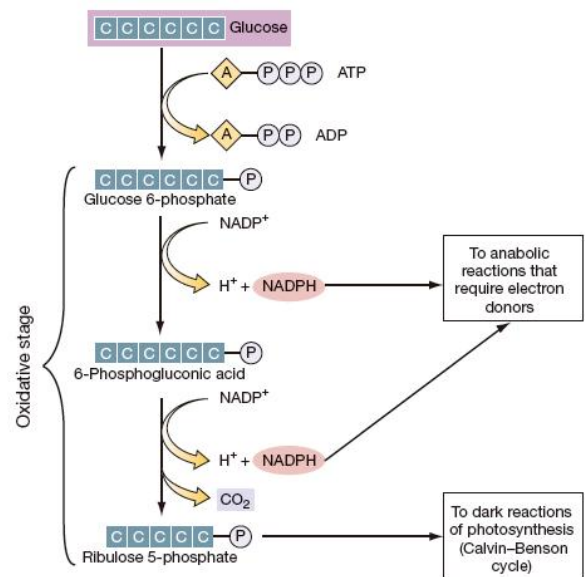 C C C C C C Glucose
A P P P ATP
A P P ADP
C C C C C C P
Glucose 6-phosphate
NADP⁺
H⁺ + NADPH
To anabolic
reactions that
require electron
donors
Oxidative stage
C C C C C C P
6-Phosphogluconic acid
NADP⁺
H⁺ + NADPH
CO₂
C C C C C P
Ribulose 5-phosphate
To dark reactions
of photosynthesis
(Calvin–Benson
cycle)